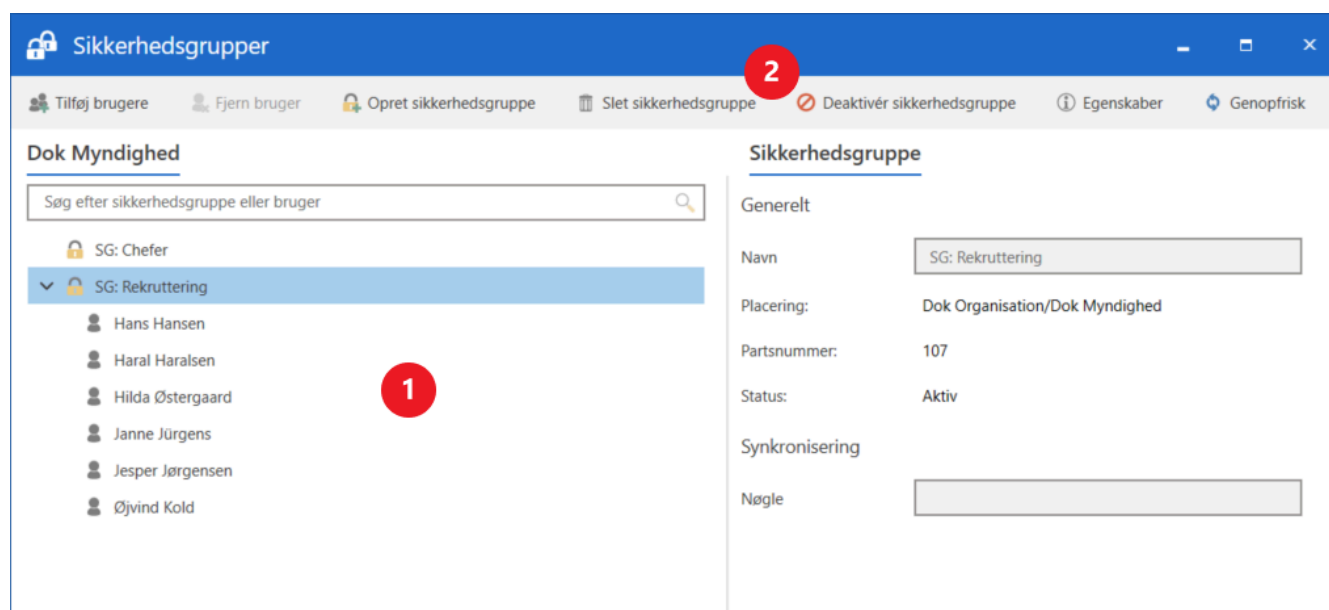 Sikkerhedsgrupper
2
Tilføj brugere Fjern bruger Opret sikkerhedsgruppe Slet sikkerhedsgruppe Deaktivér sikkerhedsgruppe Egenskaber Genopfrisk
Dok Myndighed
Søg efter sikkerhedsgruppe eller bruger
SG: Chefer
SG: Rekruttering
Hans Hansen
Haral Haralsen
1
Hilda Østergaard
Janne Jürgens
Jesper Jørgensen
Øjvind Kold
Sikkerhedsgruppe
Generelt
Navn SG: Rekruttering
Placering: Dok Organisation/Dok Myndighed
Partsnummer: 107
Status: Aktiv
Synkronisering
Nøgle